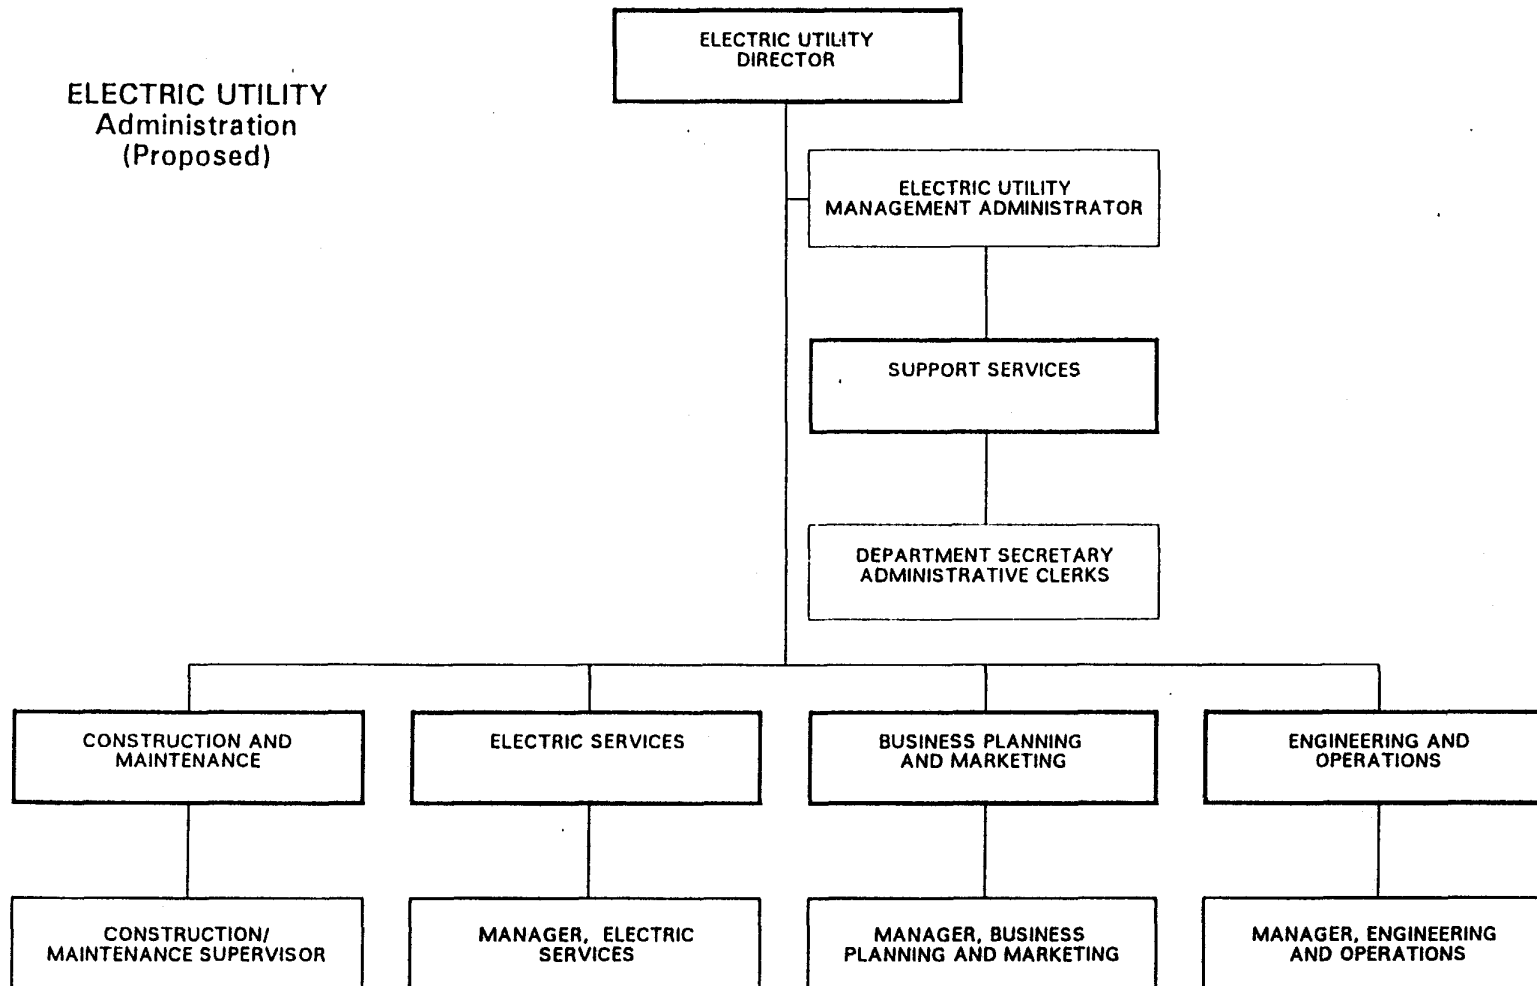 ELECTRIC UTILITY
DIRECTOR
ELECTRIC UTILITY
Administration
(Proposed)
ELECTRIC UTILITY
MANAGEMENT ADMINISTRATOR
SUPPORT SERVICES
DEPARTMENT SECRETARY
ADMINISTRATIVE CLERKS
CONSTRUCTION AND
MAINTENANCE
ELECTRIC SERVICES
BUSINESS PLANNING
AND MARKETING
ENGINEERING AND
OPERATIONS
CONSTRUCTION/
MAINTENANCE SUPERVISOR
MANAGER, ELECTRIC
SERVICES
MANAGER, BUSINESS
PLANNING AND MARKETING
MANAGER, ENGINEERING
AND OPERATIONS